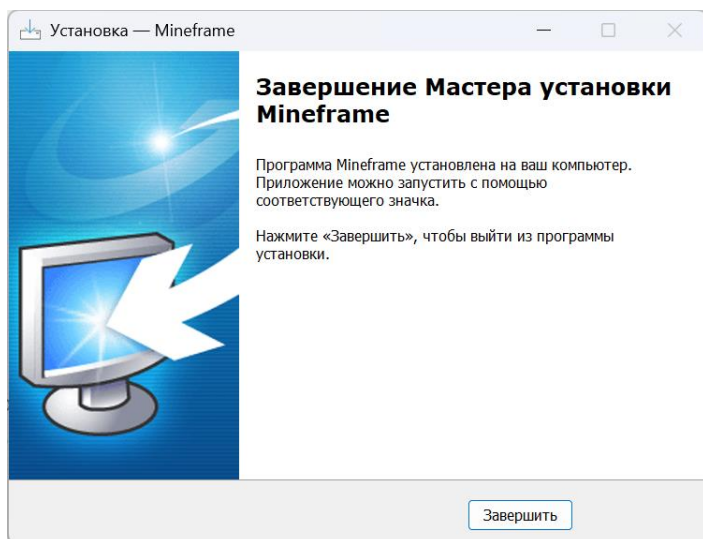 Установка — Mineframe
Завершение Мастера установки
Mineframe
Программа Mineframe установлена на ваш компьютер.
Приложение можно запустить с помощью
соответствующего значка.
Нажмите «Завершить», чтобы выйти из программы
установки.
Завершить